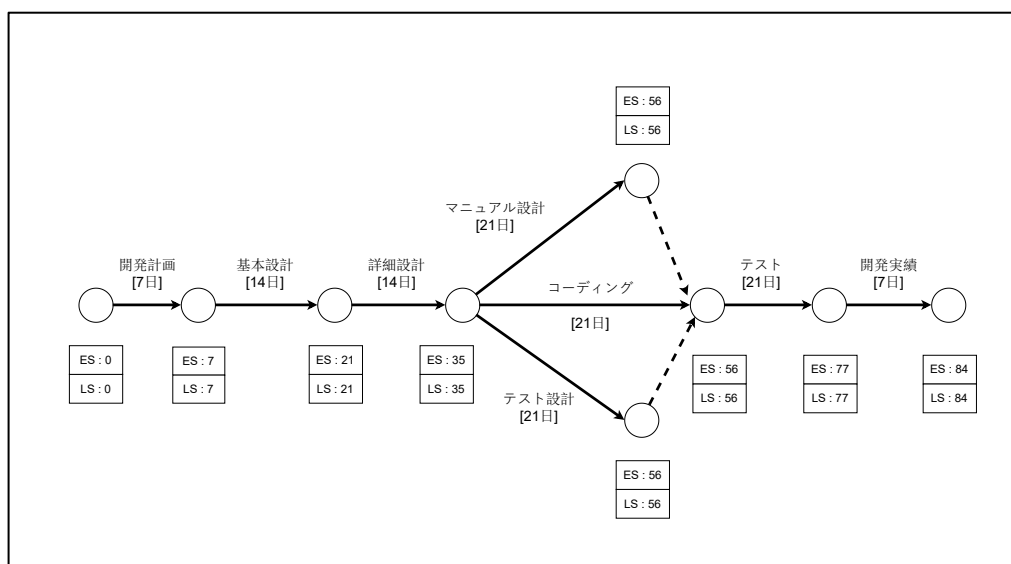 ES : 56
LS : 56
マニュアル設計
[21日]
開発計画
[7日]
基本設計
[14日]
詳細設計
[14日]
コーディング
[21日]
テスト
[21日]
開発実績
[7日]
ES : 0
LS : 0
ES : 7
LS : 7
ES : 21
LS : 21
ES : 35
LS : 35
テスト設計
[21日]
ES : 56
LS : 56
ES : 77
LS : 77
ES : 84
LS : 84
ES : 56
LS : 56